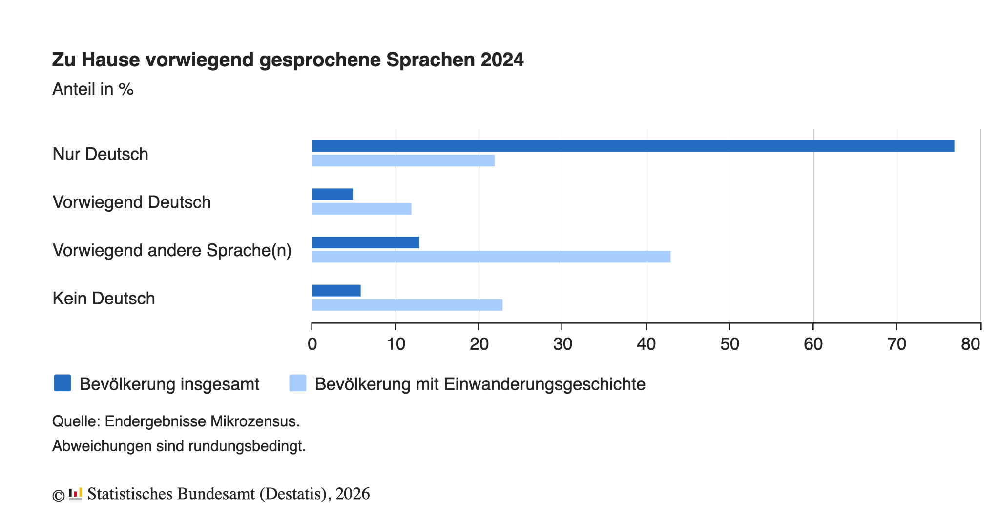 Zu Hause vorwiegend gesprochene Sprachen 2024
Anteil in %
Nur Deutsch
Vorwiegend Deutsch
Vorwiegend andere Sprache(n)
Kein Deutsch
0 10 20 30 40 50 60 70 80
Bevölkerung insgesamt Bevölkerung mit Einwanderungsgeschichte
Quelle: Endergebnisse Mikrozensus.
Abweichungen sind rundungsbedingt.
© Statistisches Bundesamt (Destatis), 2026